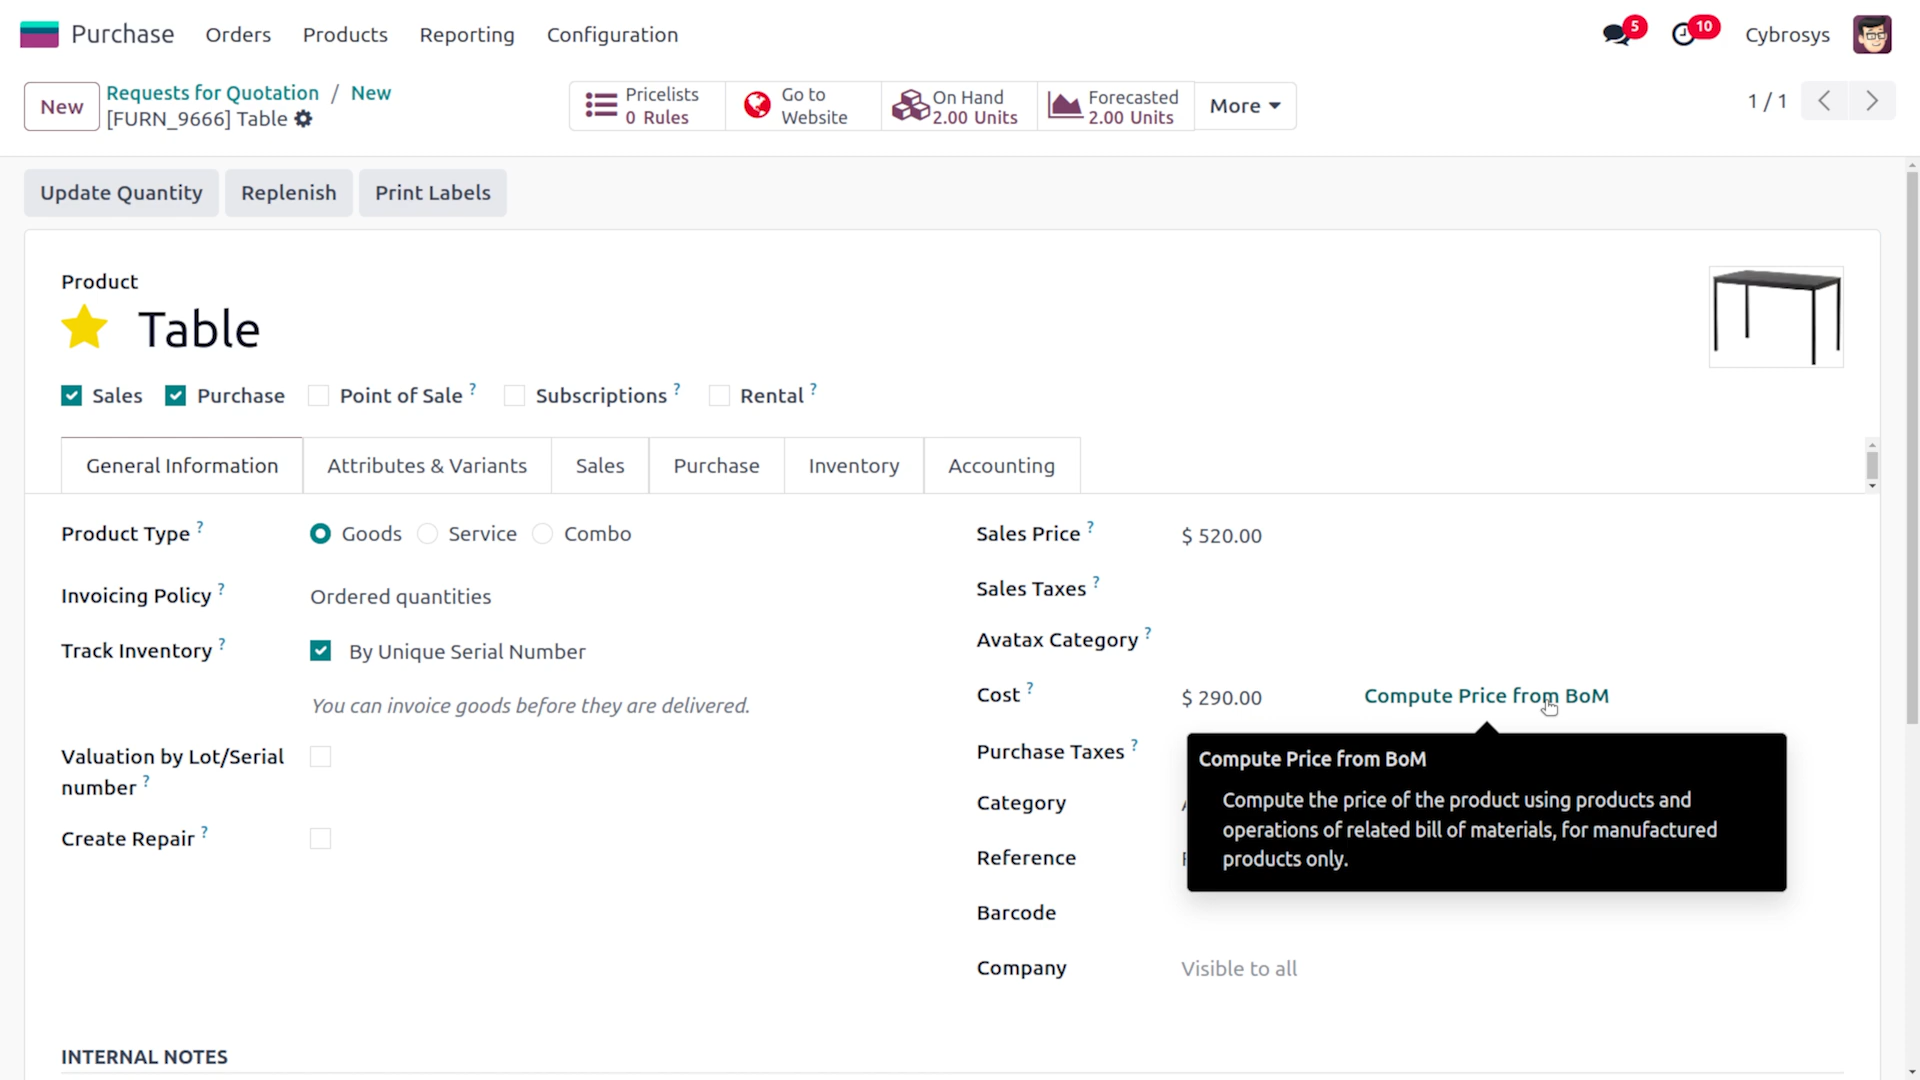 Purchase Orders Products Reporting Configuration 5 10 Cybrosys
New Requests for Quotation / New
[FURN_9666] Table
Pricelists
0 Rules
Go to
Website
On Hand
2.00 Units
Forecasted
2.00 Units
More
1 / 1
Update Quantity Replenish Print Labels
Product
Table
Sales Purchase Point of Sale ? Subscriptions ? Rental ?
General Information Attributes & Variants Sales Purchase Inventory Accounting
Product Type ? Goods Service Combo
Invoicing Policy ? Ordered quantities
Track Inventory ? By Unique Serial Number
You can invoice goods before they are delivered.
Valuation by Lot/Serial
number ?
Create Repair ?
Sales Price ? $ 520.00
Sales Taxes ?
Avatax Category ?
Cost ? $ 290.00 Compute Price from BoM
Purchase Taxes ?
Category
Reference
Barcode
Company Visible to all
Compute Price from BoM
Compute the price of the product using products and
operations of related bill of materials, for manufactured
products only.
INTERNAL NOTES